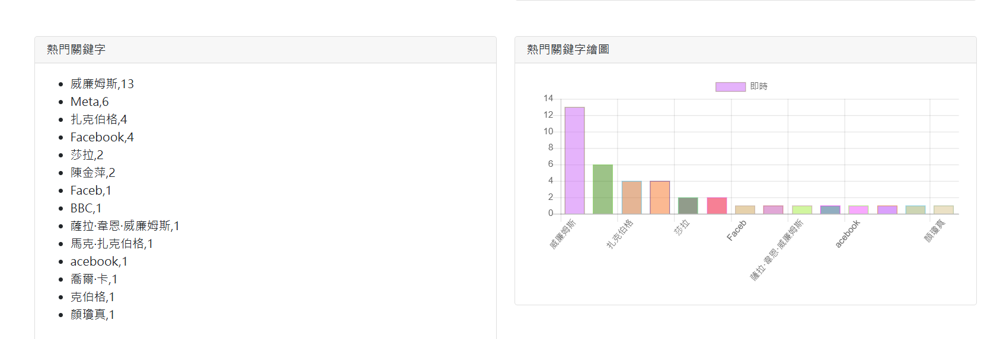 熱門關鍵字
威廉姆斯,13
Meta,6
扎克伯格,4
Facebook,4
莎拉,2
陳金萍,2
Faceb,1
BBC,1
薩拉·韋恩·威廉姆斯,1
馬克·扎克伯格,1
acebook,1
喬爾·卡,1
克伯格,1
顏瓊真,1
熱門關鍵字繪圖
即時
14
12
10
8
6
4
2
0
威廉姆斯
扎克伯格
莎拉
Faceb
薩拉·韋恩·威廉姆斯
acebook
顏瓊真